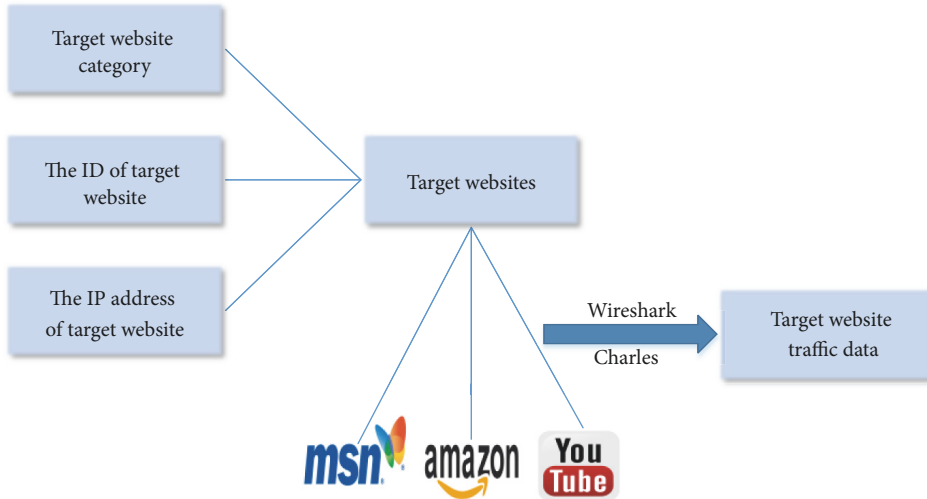 Target website
category
The ID of target
website
The IP address
of target website
Target websites
Wireshark
Charles
Target website
traffic data
msn
amazon
You
Tube